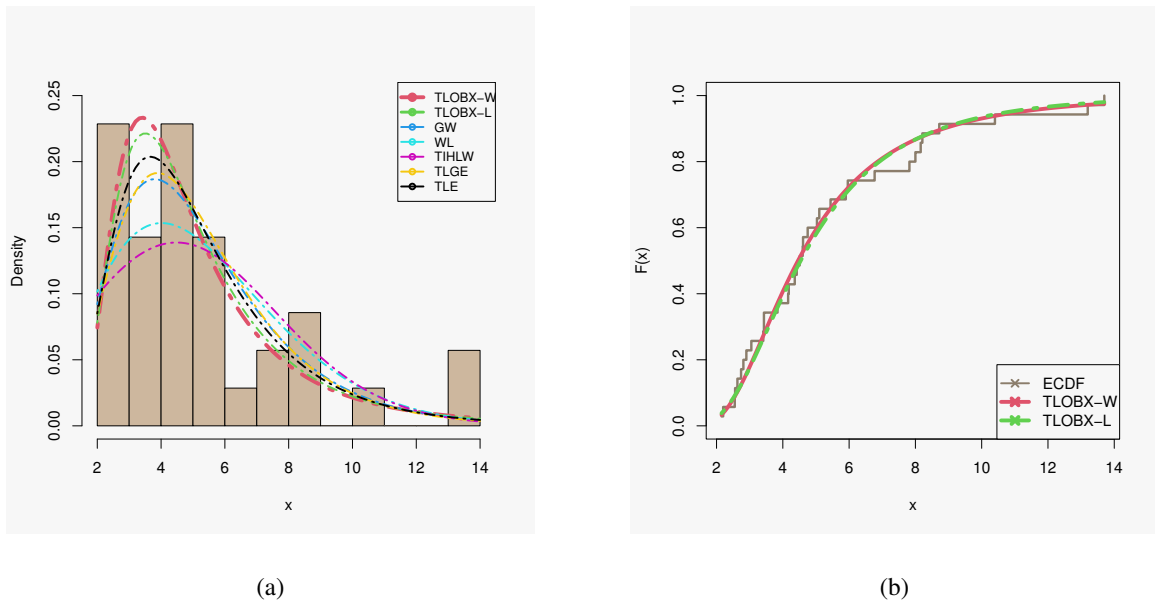 Density
0.00 0.05 0.10 0.15 0.20 0.25
TLOBX−W
TLOBX−L
GW
WL
TIHLW
TLGE
TLE
2 4 6 8 10 12 14
x
(a)
F(x)
0.0 0.2 0.4 0.6 0.8 1.0
ECDF
TLOBX−W
TLOBX−L
2 4 6 8 10 12 14
x
(b)